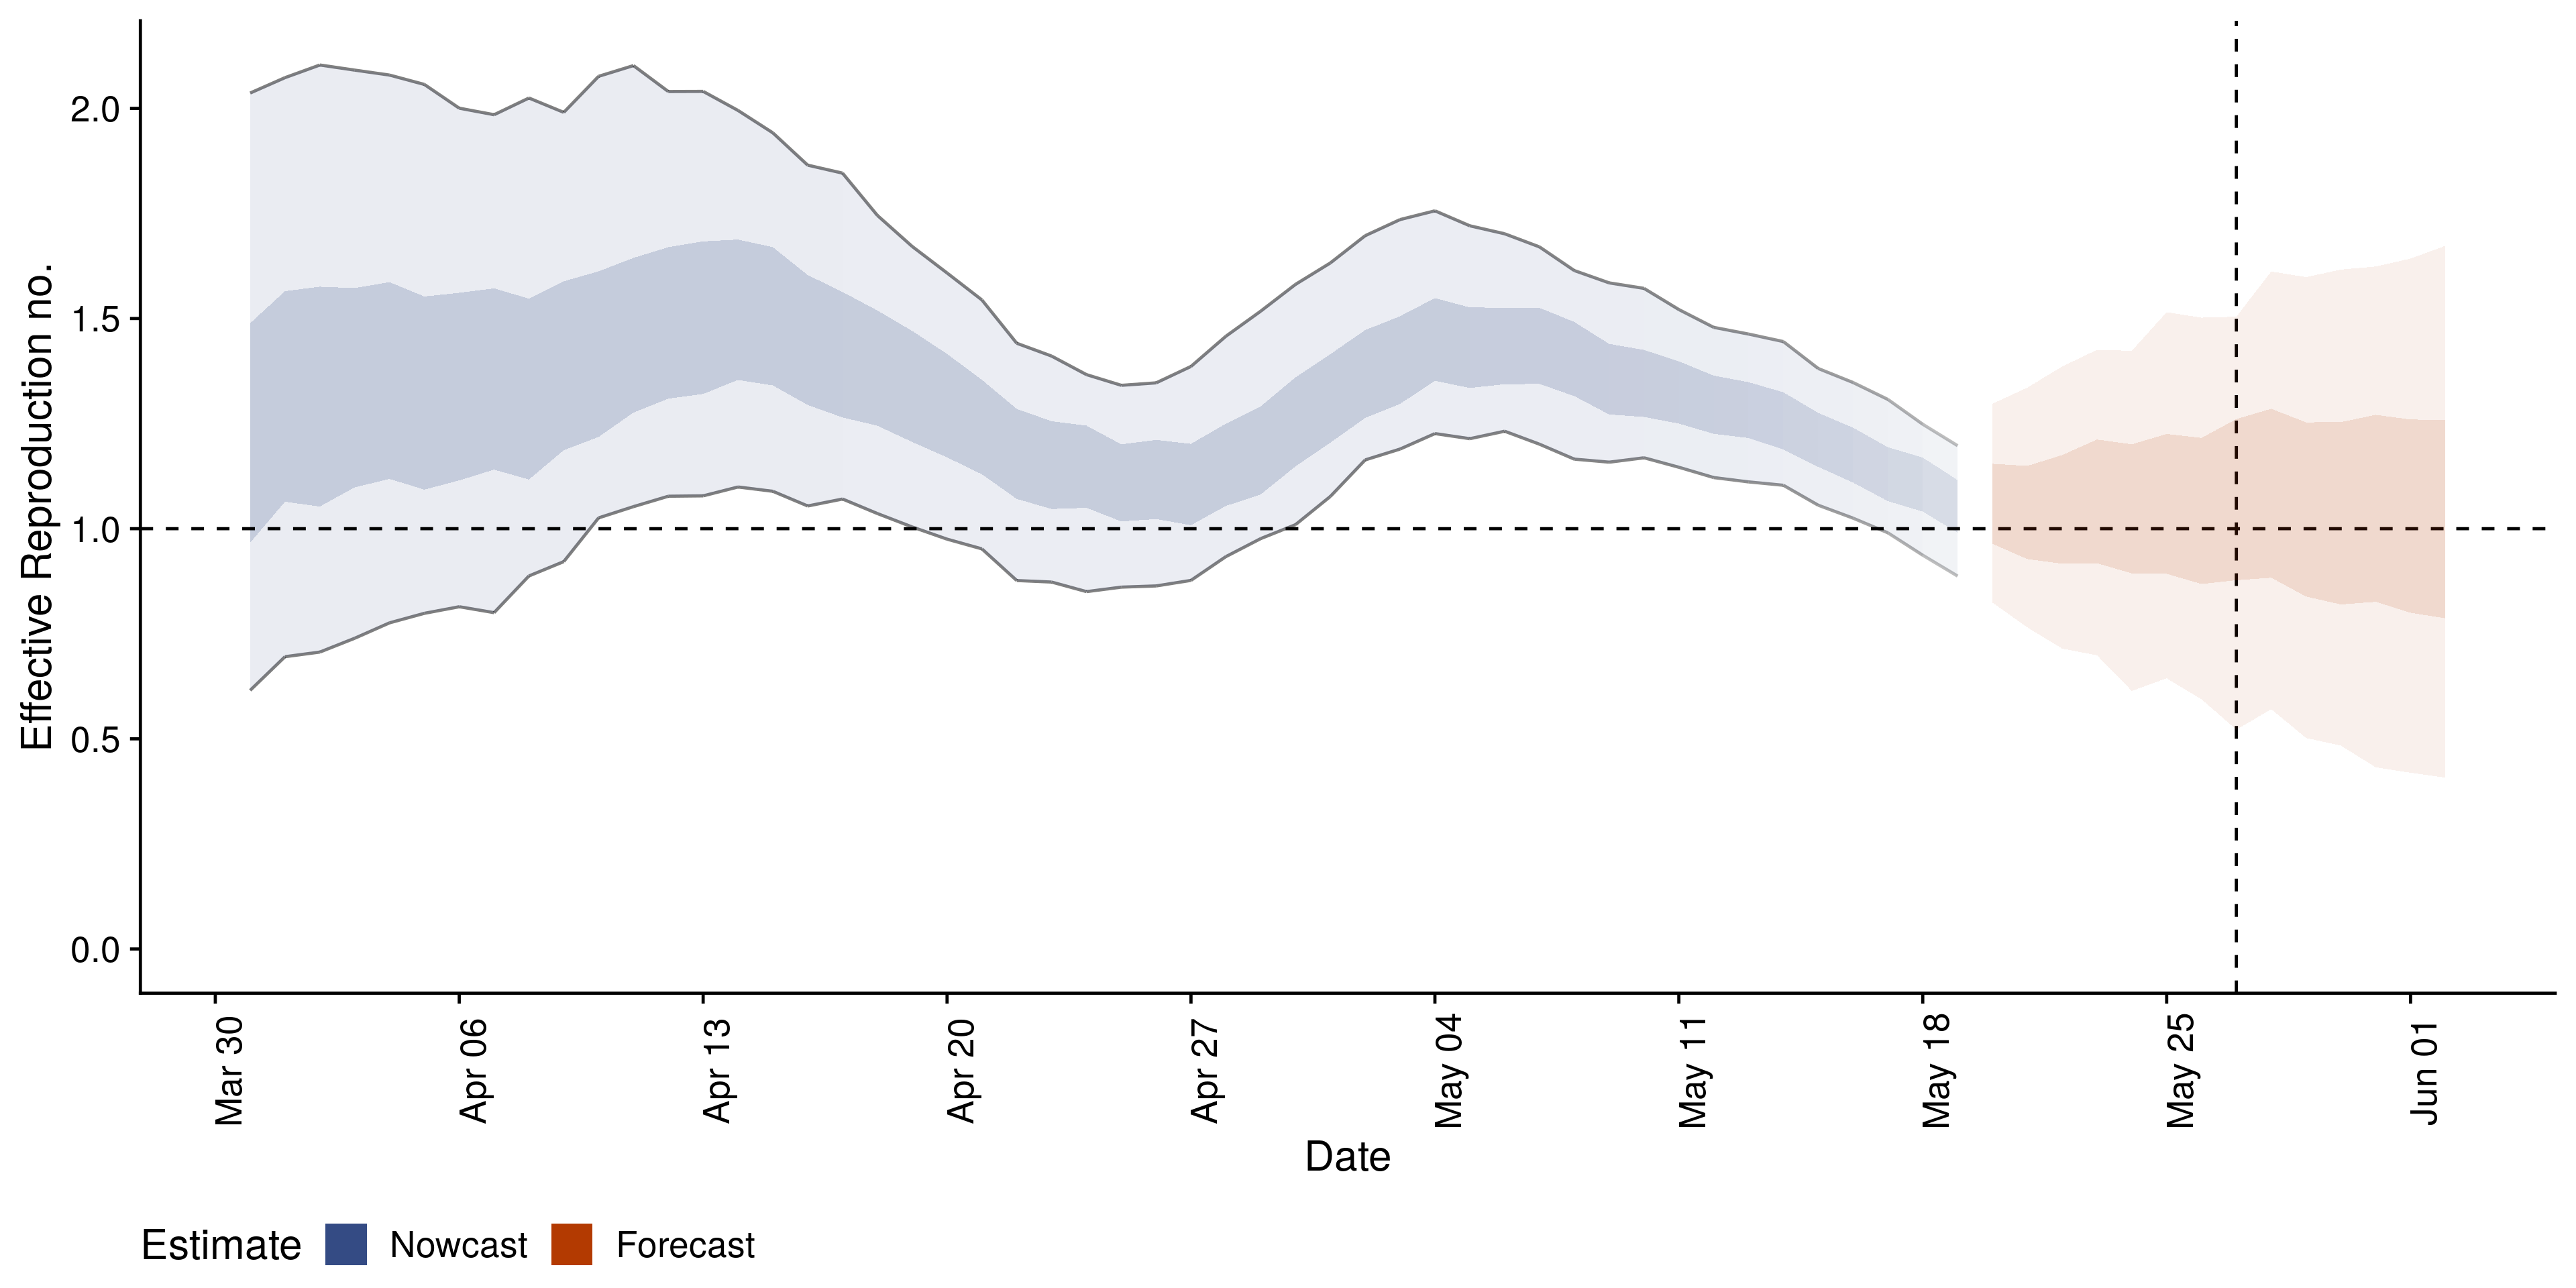 Effective Reproduction no.
2.0
1.5
1.0
0.5
0.0
Mar 30
Apr 06
Apr 13
Apr 20
Apr 27
May 04
May 11
May 18
May 25
Jun 01
Date
Estimate Nowcast Forecast